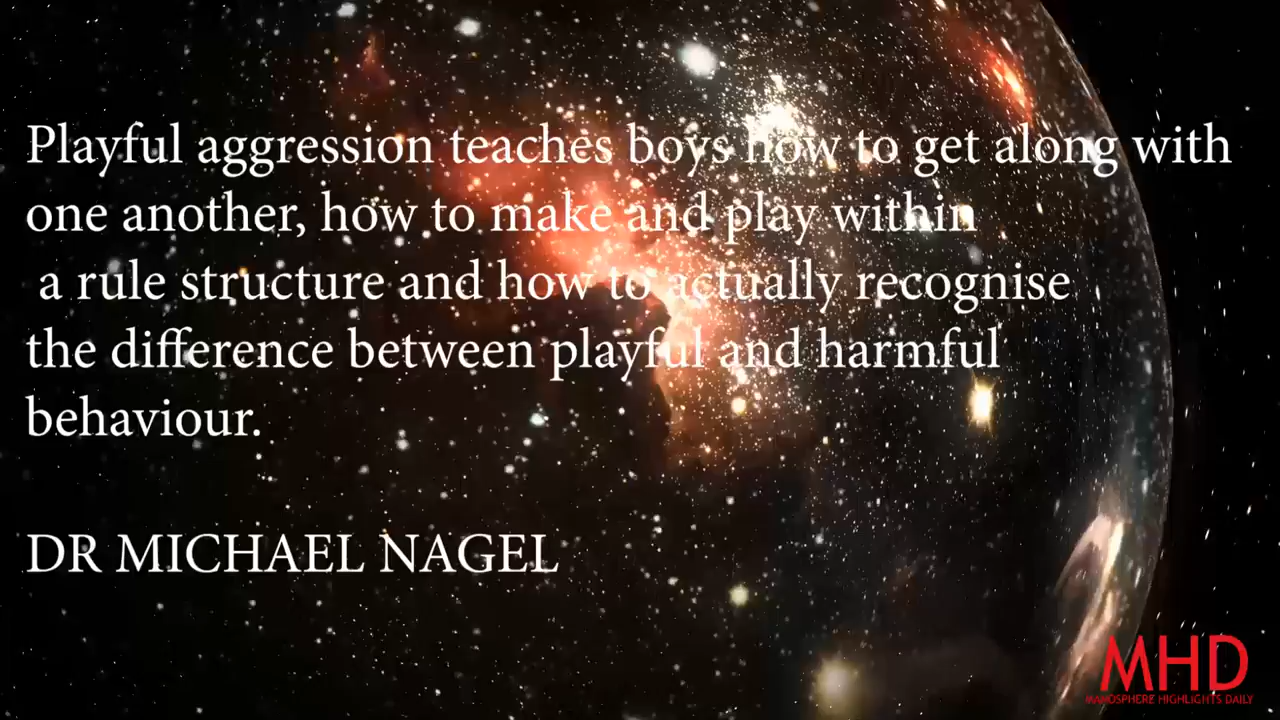 Playful aggression teaches boys how to get along with
one another, how to make and play within
a rule structure and how to actually recognise
the difference between playful and harmful
behaviour.
DR MICHAEL NAGEL
MHD
MANOSPHERE HIGHLIGHTS DAILY